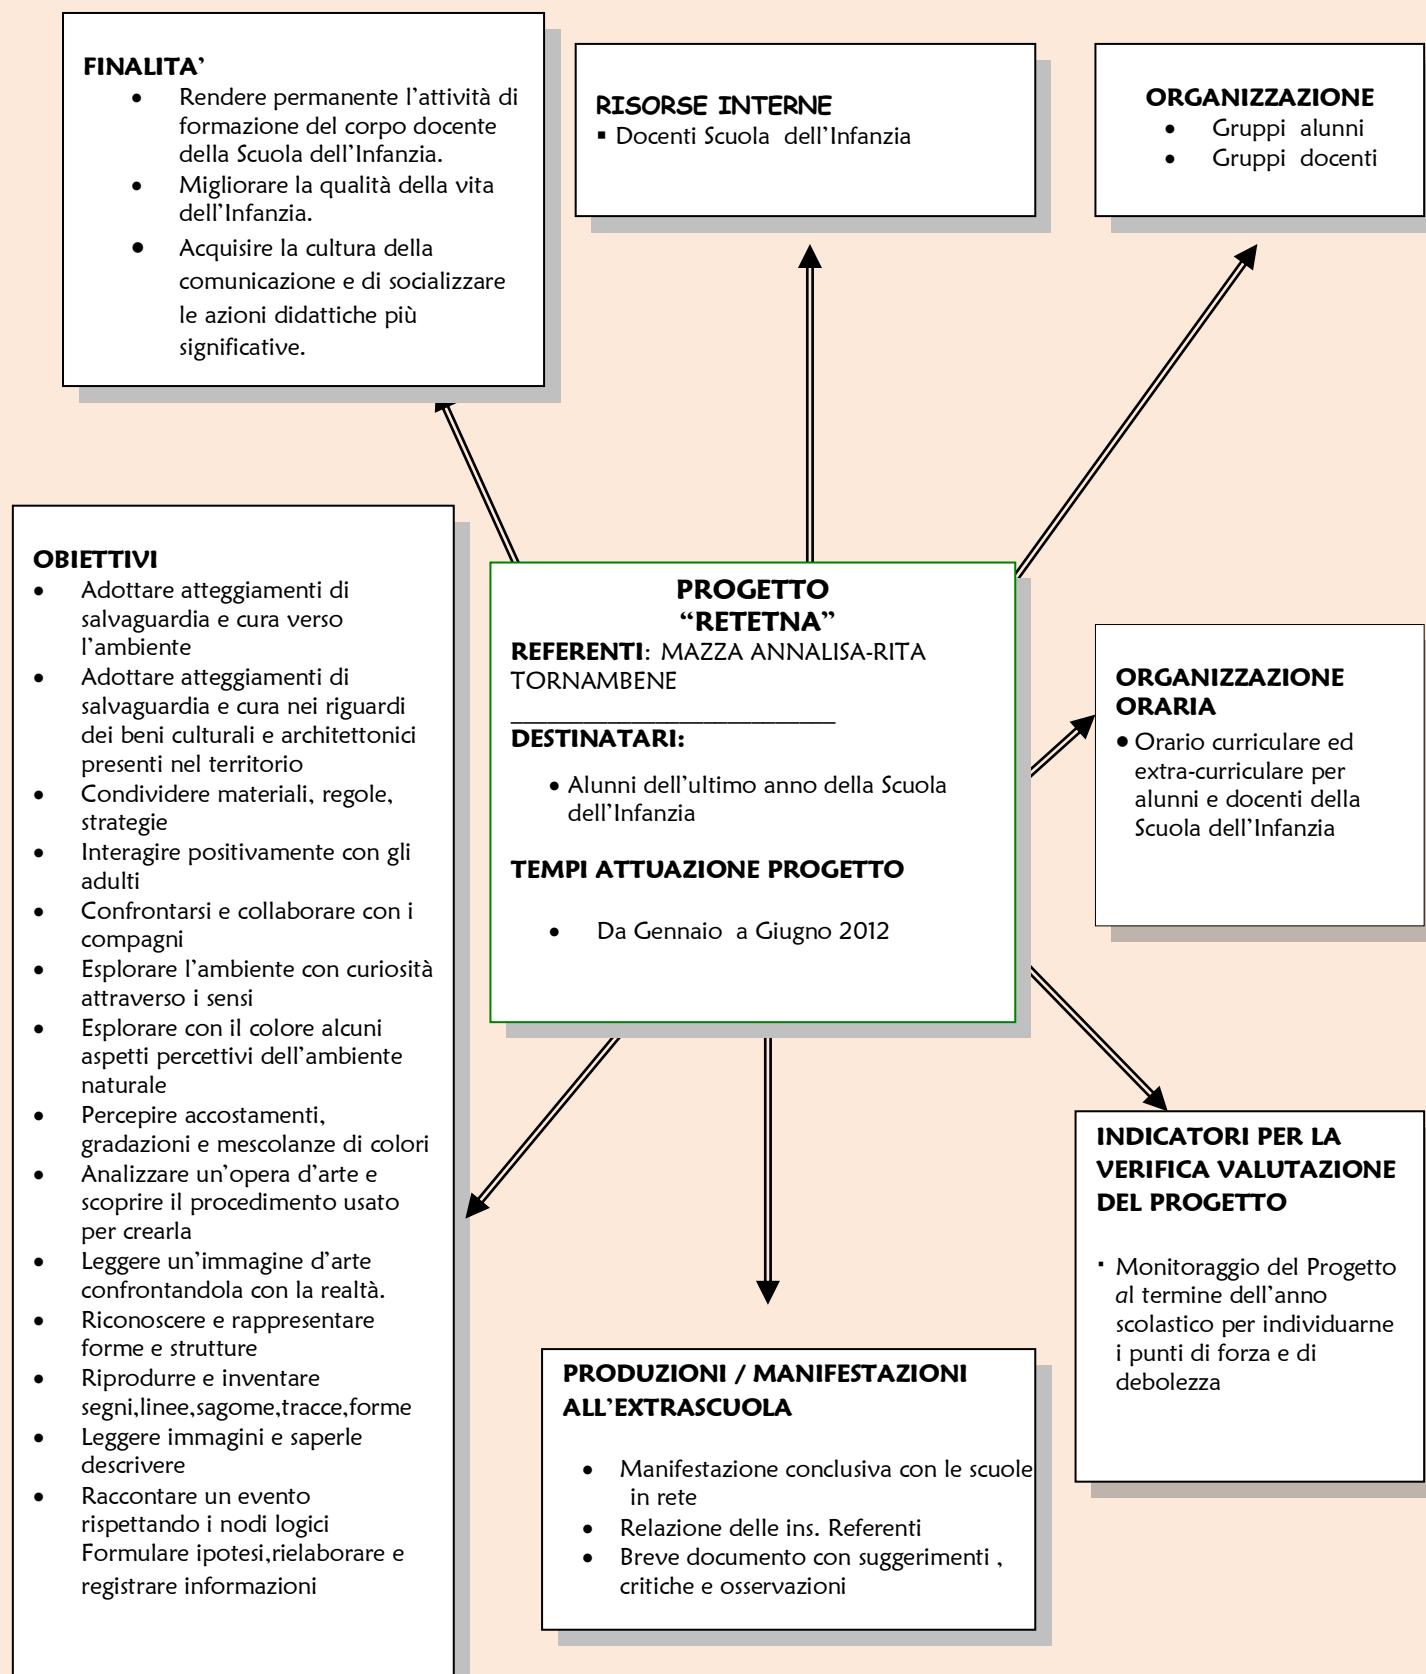 FINALITA’
• Rendere permanente l’attività di
formazione del corpo docente
della Scuola dell’Infanzia.
• Migliorare la qualità della vita
dell’Infanzia.
• Acquisire la cultura della
comunicazione e di socializzare
le azioni didattiche più
significative.
RISORSE INTERNE
▪ Docenti Scuola dell’Infanzia
ORGANIZZAZIONE
• Gruppi alunni
• Gruppi docenti
OBIETTIVI
• Adottare atteggiamenti di
salvaguardia e cura verso
l’ambiente
• Adottare atteggiamenti di
salvaguardia e cura nei riguardi
dei beni culturali e architettonici
presenti nel territorio
• Condividere materiali, regole,
strategie
• Interagire positivamente con gli
adulti
• Confrontarsi e collaborare con i
compagni
• Esplorare l’ambiente con curiosità
attraverso i sensi
• Esplorare con il colore alcuni
aspetti percettivi dell’ambiente
naturale
• Percepire accostamenti,
gradazioni e mescolanze di colori
• Analizzare un’opera d’arte e
scoprire il procedimento usato
per crearla
• Leggere un’immagine d’arte
confrontandola con la realtà.
• Riconoscere e rappresentare
forme e strutture
• Riprodurre e inventare
segni,linee,sagome,tracce,forme
• Leggere immagini e saperle
descrivere
• Raccontare un evento
rispettando i nodi logici
Formulare ipotesi,rielaborare e
registrare informazioni
PROGETTO
“RETETNA”
REFERENTI: MAZZA ANNALISA-RITA
TORNAMBENE
___________________________
DESTINATARI:
• Alunni dell’ultimo anno della Scuola
dell’Infanzia
TEMPI ATTUAZIONE PROGETTO
• Da Gennaio a Giugno 2012
ORGANIZZAZIONE
ORARIA
• Orario curriculare ed
extra-curriculare per
alunni e docenti della
Scuola dell’Infanzia
INDICATORI PER LA
VERIFICA VALUTAZIONE
DEL PROGETTO
▪ Monitoraggio del Progetto
al termine dell’anno
scolastico per individuarne
i punti di forza e di
debolezza
PRODUZIONI / MANIFESTAZIONI
ALL’EXTRASCUOLA
• Manifestazione conclusiva con le scuole
in rete
• Relazione delle ins. Referenti
• Breve documento con suggerimenti ,
critiche e osservazioni